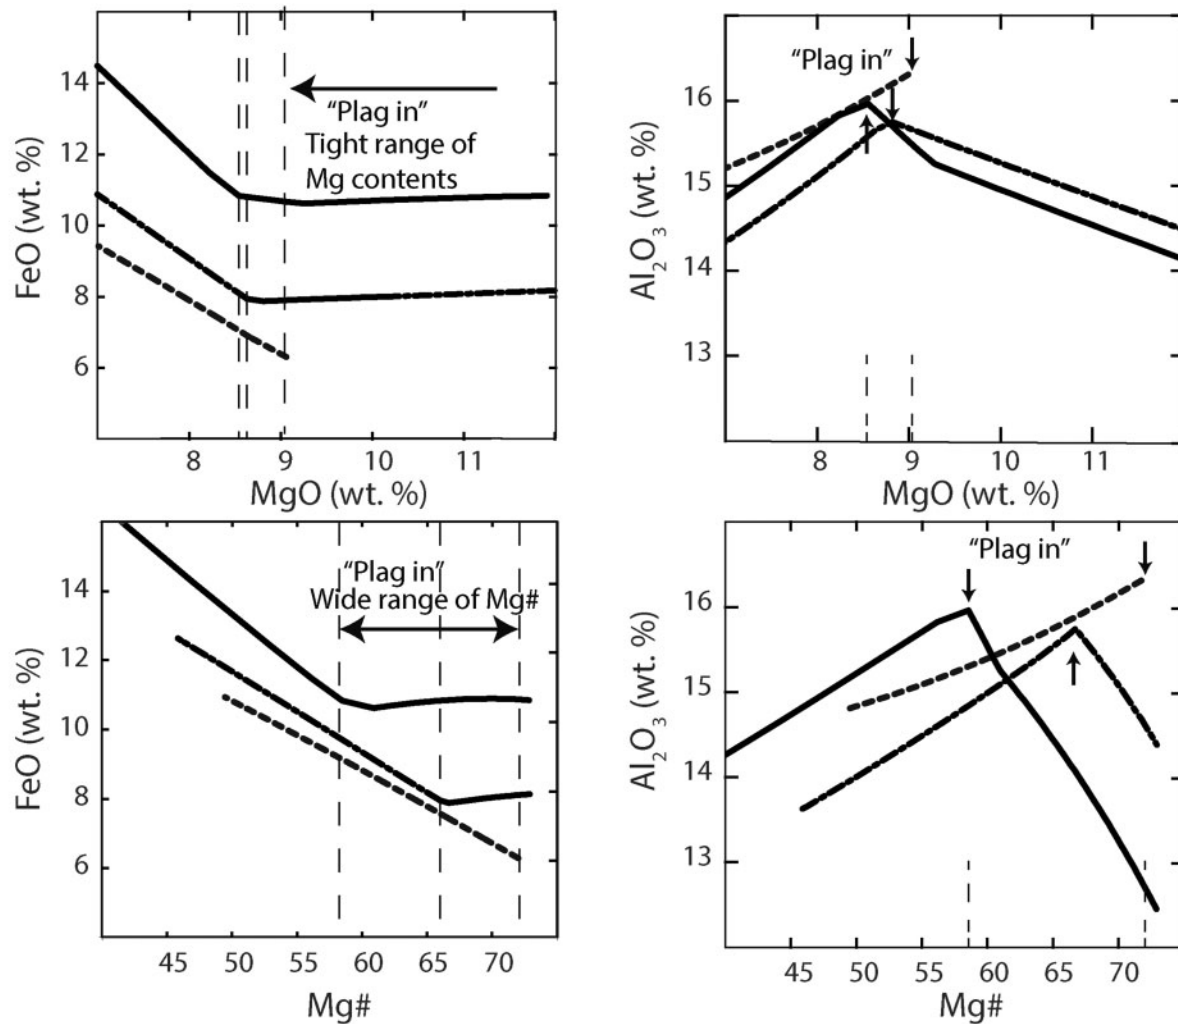 14
12
10
8
6
FeO (wt. %)
"Plag in"
Tight range of
Mg contents
8
9
10
11
MgO (wt. %)
16
15
14
13
Al2O3 (wt. %)
"Plag in"
8
9
10
11
MgO (wt. %)
14
12
10
8
6
FeO (wt. %)
"Plag in"
Wide range of Mg#
45
50
55
60
65
70
Mg#
16
15
14
13
Al2O3 (wt. %)
"Plag in"
45
50
55
60
65
70
Mg#